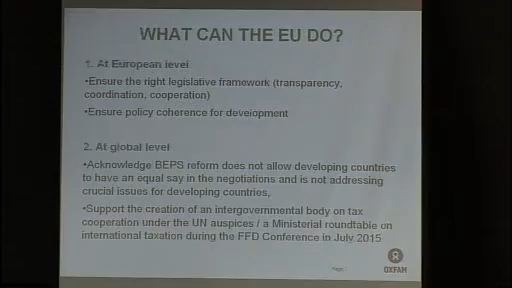 WHAT CAN THE EU DO?
1. At European level
•Ensure the right legislative framework (transparency,
coordination, cooperation)
•Ensure policy coherence for development
2. At global level
•Acknowledge BEPS reform does not allow developing countries
to have an equal say in the negotiations and is not addressing
crucial issues for developing countries,
•Support the creation of an intergovernmental body on tax
cooperation under the UN auspices / a Ministerial roundtable on
international taxation during the FFD Conference in July 2015
Page
OXFAM